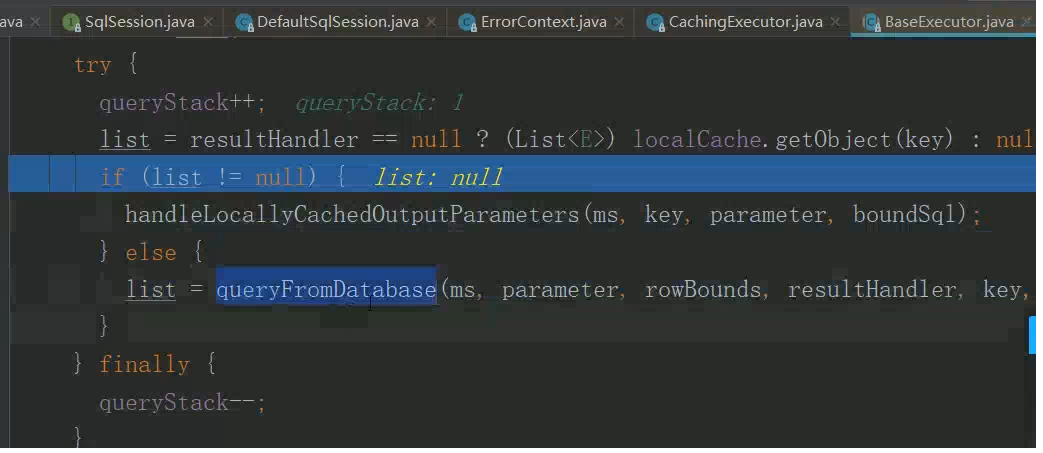 ava SqlSession.java DefaultSqlSession.java ErrorContext.java CachingExecutor.java BaseExecutor.java
try {
queryStack++; queryStack: 1
list = resultHandler == null ? (List<E>) localCache.getObject(key) : nul
if (list != null) { list: null
handleLocallyCachedOutputParameters(ms, key, parameter, boundSql);
} else {
list = queryFromDatabase(ms, parameter, rowBounds, resultHandler, key,
}
} finally {
queryStack--;
}